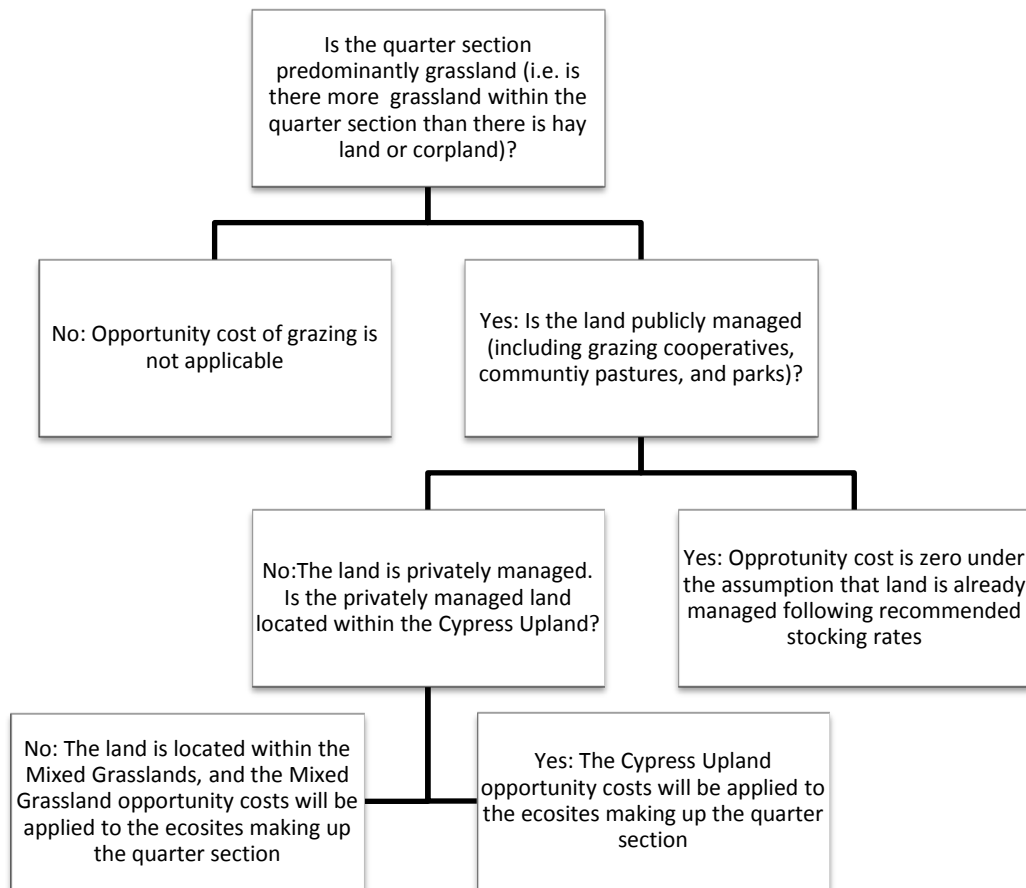 Is the quarter section
predominantly grassland (i.e. is
there more  grassland within the
quarter section than there is hay
land or corpland)?
No: Opportunity cost of grazing is
not applicable
Yes: Is the land publicly managed
(including grazing cooperatives,
communtiy pastures, and parks)?
No:The land is privately managed.
Is the privately managed land
located within the Cypress Upland?
Yes: Opprotunity cost is zero under
the assumption that land is already
managed following recommended
stocking rates
No: The land is located within the
Mixed Grasslands, and the Mixed
Grassland opportunity costs will be
applied to the ecosites making up
the quarter section
Yes: The Cypress Upland
opportunity costs will be applied to
the ecosites making up the quarter
section